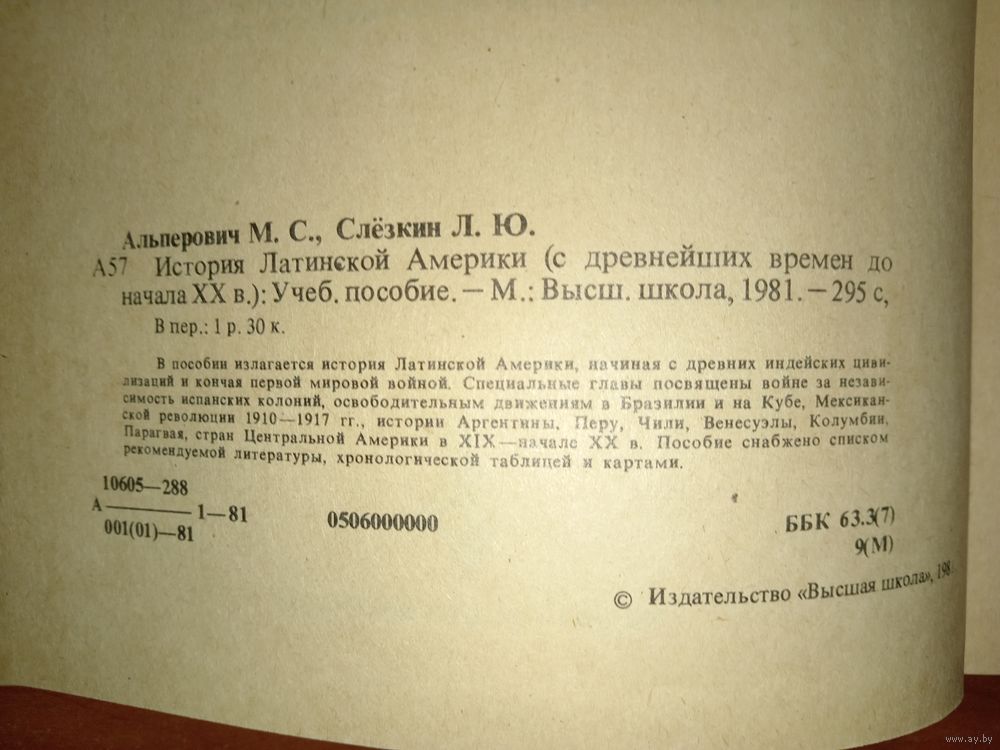 Альперович М. С., Слёзкин Л. Ю.
А57 История Латинской Америки (с древнейших времен до
начала XX в.): Учеб. пособие. — М.: Высш. школа, 1981. — 295 с,
В пер.: 1 р. 30 к.
В пособии излагается история Латинской Америки, начиная с древних индейских циви-
лизаций и кончая первой мировой войной. Специальные главы посвящены войне за незави-
симость испанских колоний, освободительным движениям в Бразилии и на Кубе, Мексикан-
ской революции 1910—1917 гг., истории Аргентины, Перу, Чили, Венесуэлы, Колумбии,
Парагвая, стран Центральной Америки в XIX—начале XX в. Пособие снабжено списком
рекомендуемой литературы, хронологической таблицей и картами.
10605—288
А 1—81
001(01)—81
0506000000
ББК 63.3(7)
9(М)
© Издательство «Высшая школа»,
www.ay.by